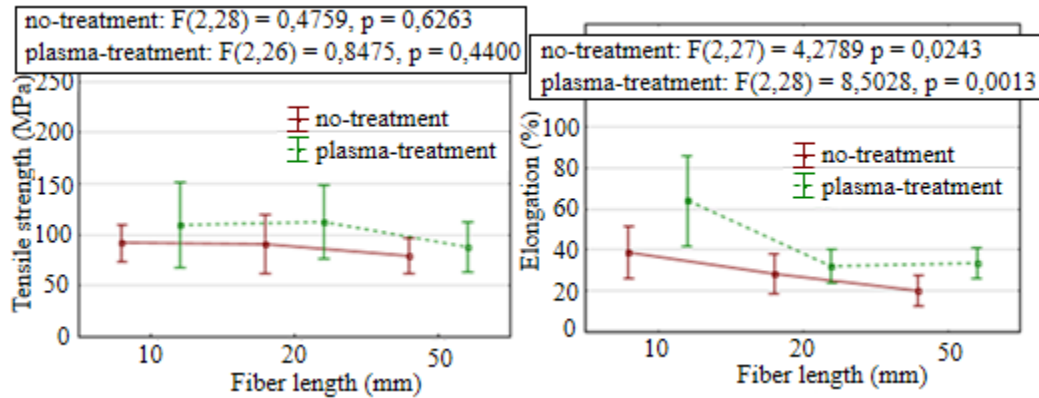 no-treatment: F(2,28) = 0,4759, p = 0,6263
plasma-treatment: F(2,26) = 0,8475, p = 0,4400
250
200
150
100
50
0
Tensile strength (MPa)
no-treatment
plasma-treatment
10
20
50
Fiber length (mm)
no-treatment: F(2,27) = 4,2789 p = 0,0243
plasma-treatment: F(2,28) = 8,5028, p = 0,0013
100
80
60
40
20
0
Elongation (%)
no-treatment
plasma-treatment
10
20
50
Fiber length (mm)